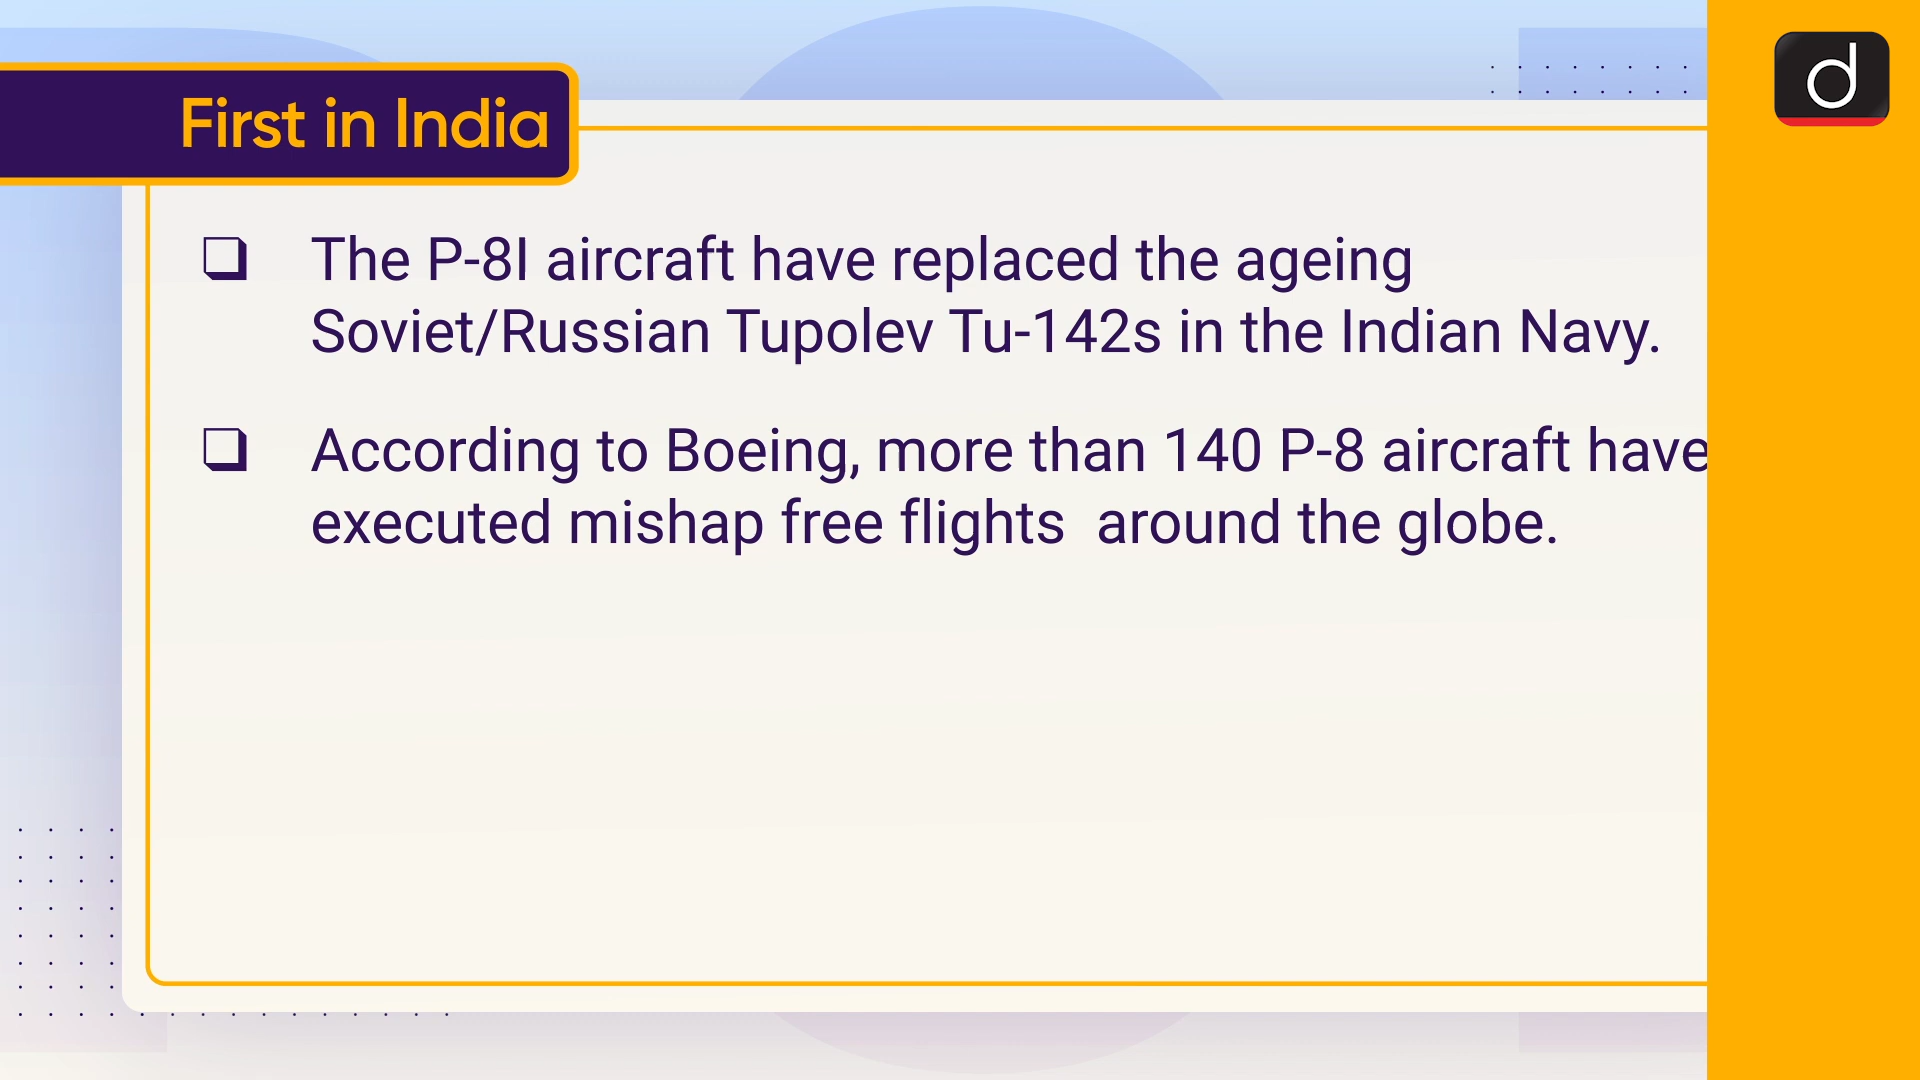 First in India
d
❑ The P-8I aircraft have replaced the ageing
Soviet/Russian Tupolev Tu-142s in the Indian Navy.
❑ According to Boeing, more than 140 P-8 aircraft have
executed mishap free flights  around the globe.